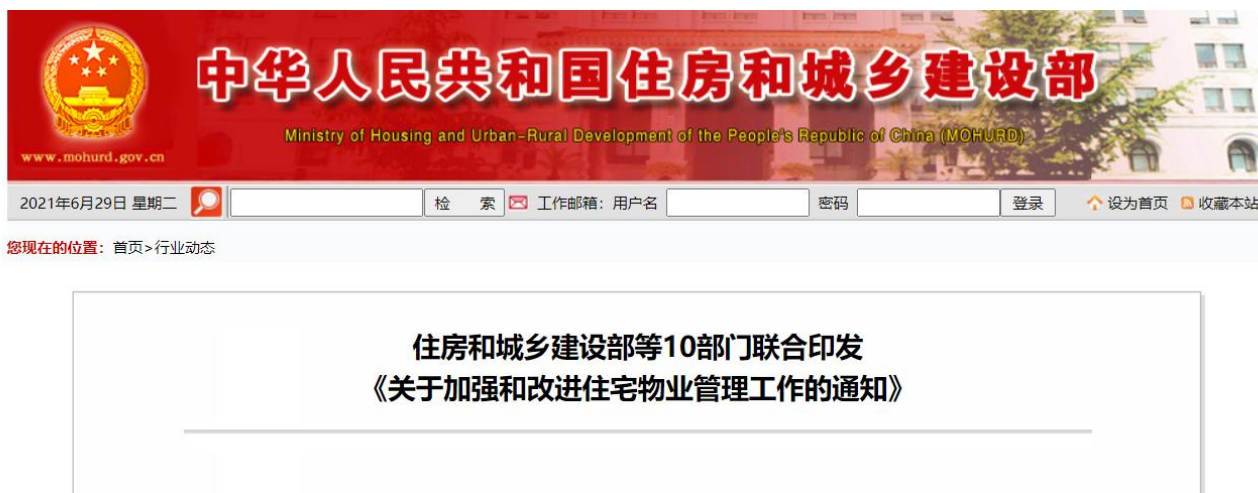 中华人民共和国住房和城乡建设部
Ministry of Housing and Urban-Rural Development of the People's Republic of China (MOHURD)
www.mohurd.gov.cn
2021年6月29日 星期二 检 索 工作邮箱：用户名 密码 登录 设为首页 收藏本站
您现在的位置：首页>行业动态
住房和城乡建设部等10部门联合印发
《关于加强和改进住宅物业管理工作的通知》